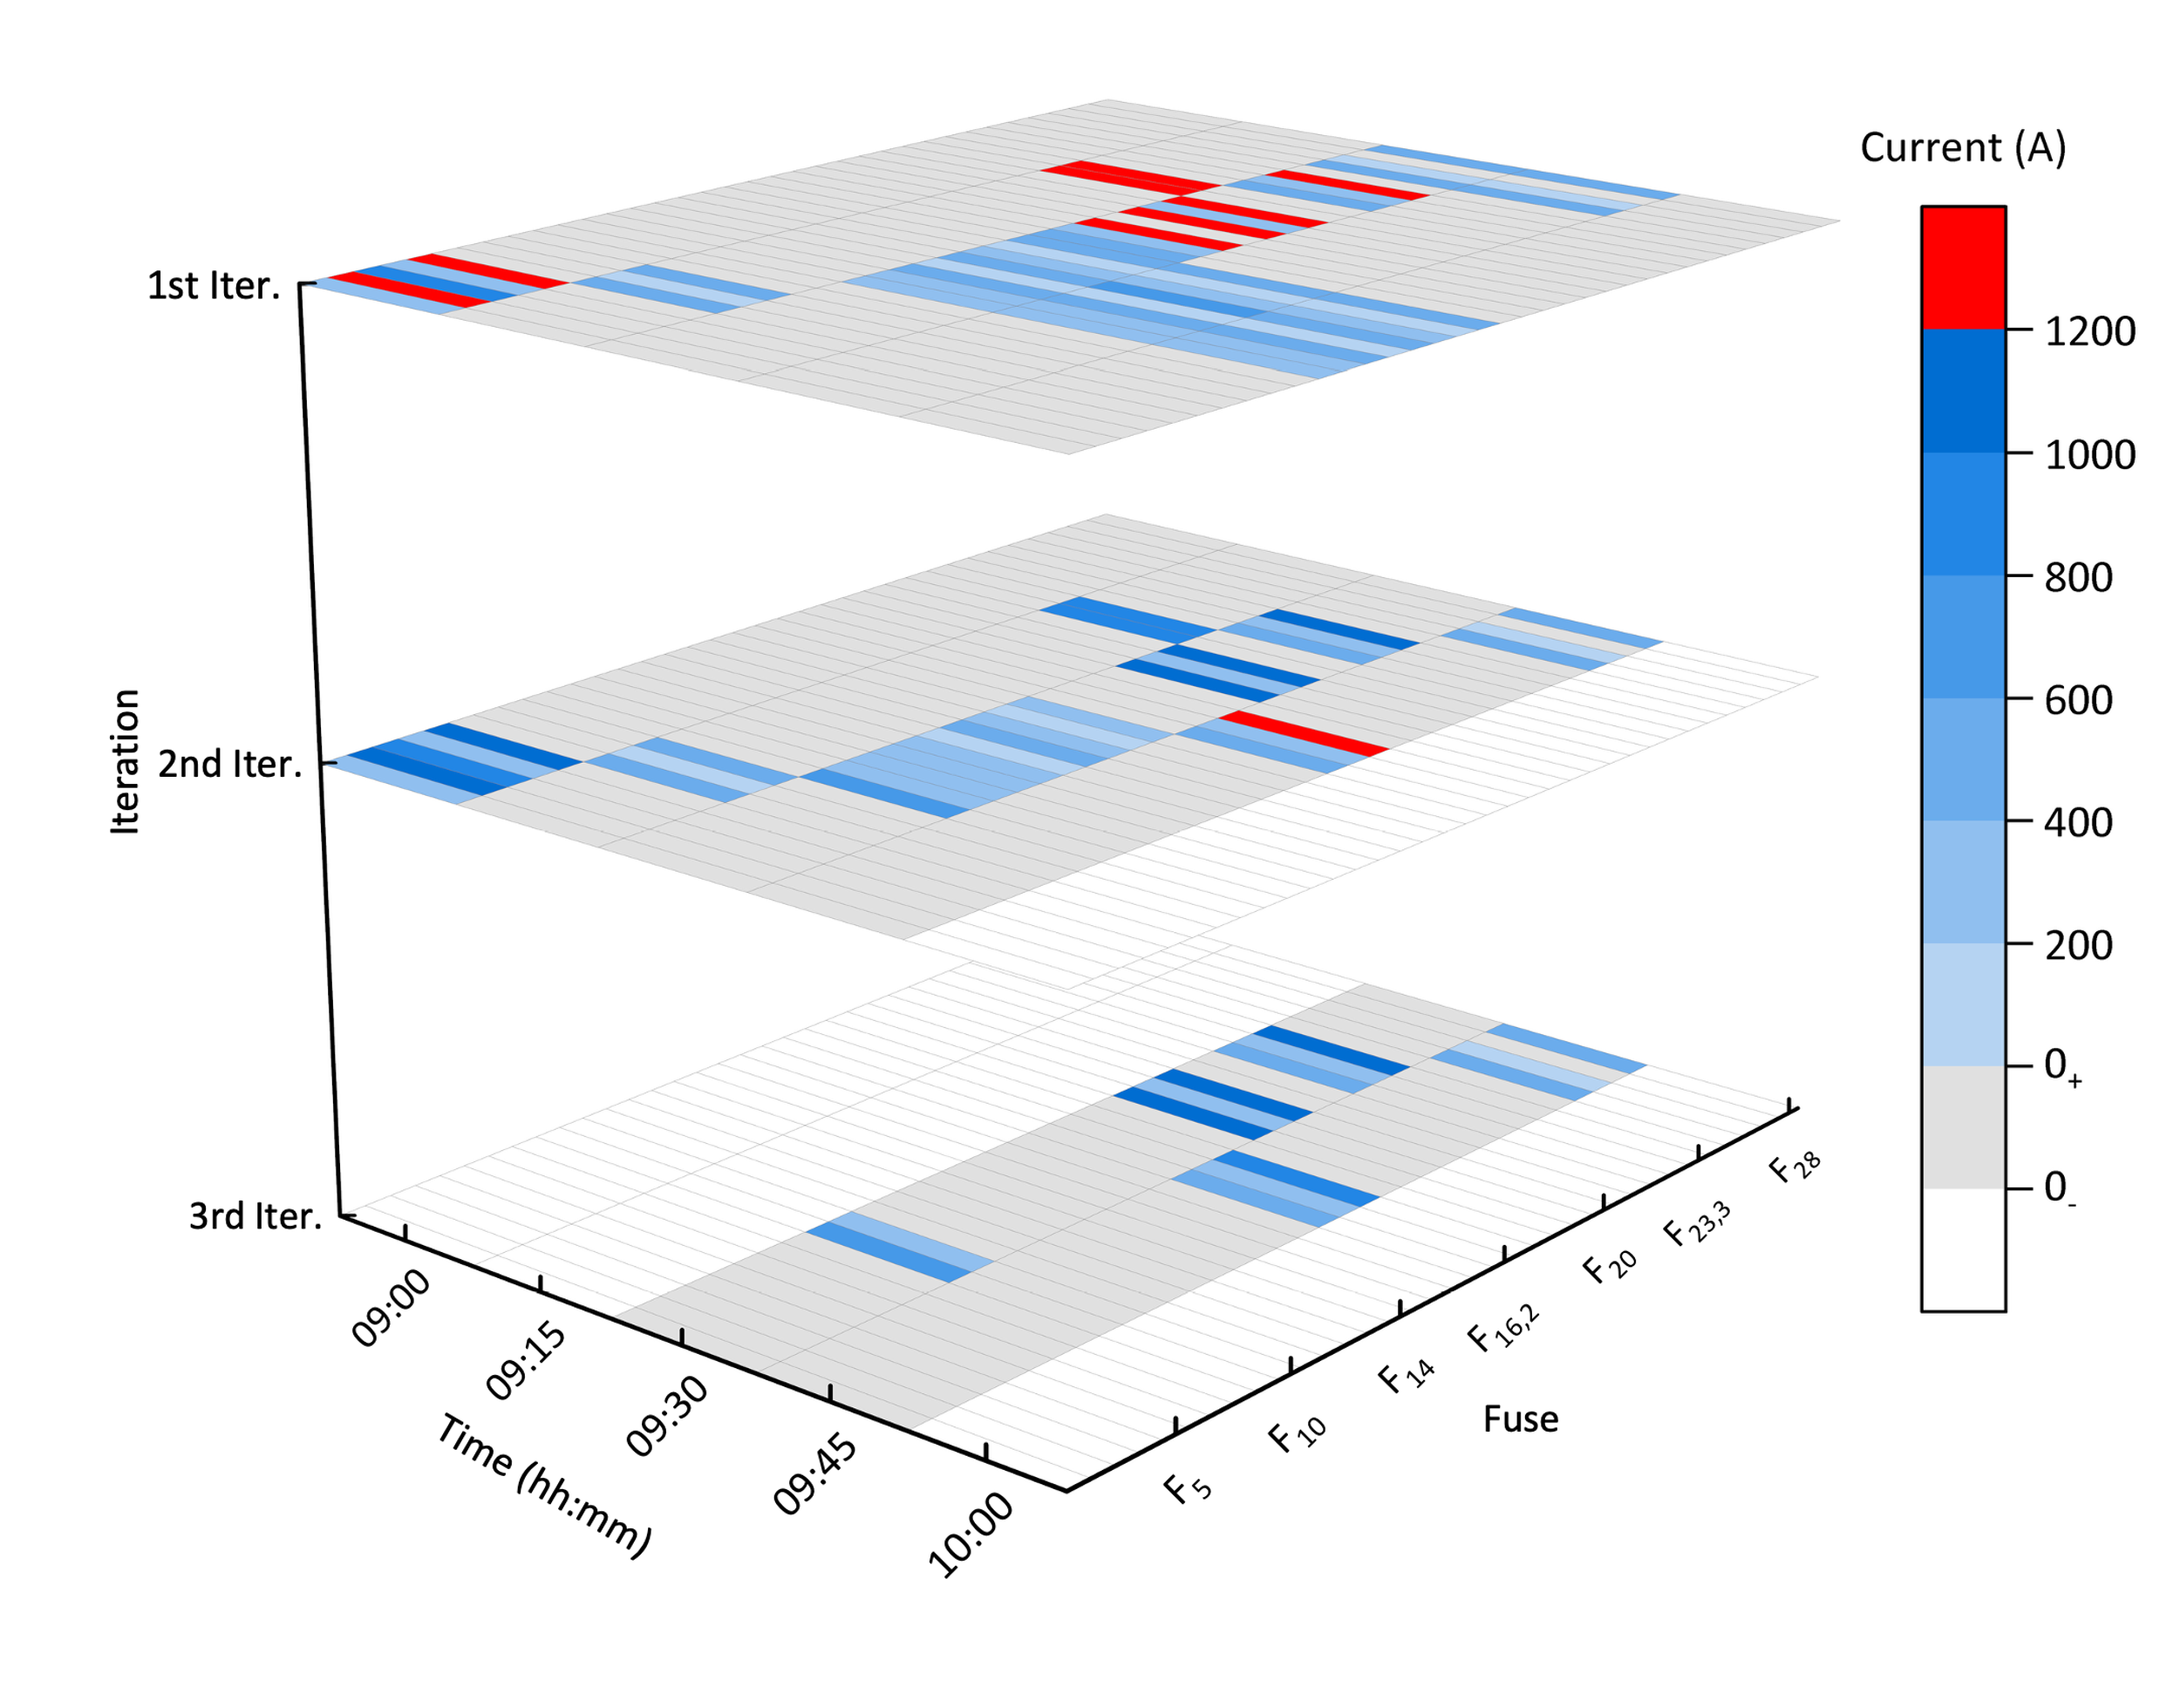 Current (A)
1200
1000
800
600
400
200
0+
0-
Iteration
1st Iter.
2nd Iter.
3rd Iter.
09:00
09:15
09:30
09:45
10:00
Time (hh:mm)
F5
F10
F14
F16,2
F20
F23,3
F28
Fuse